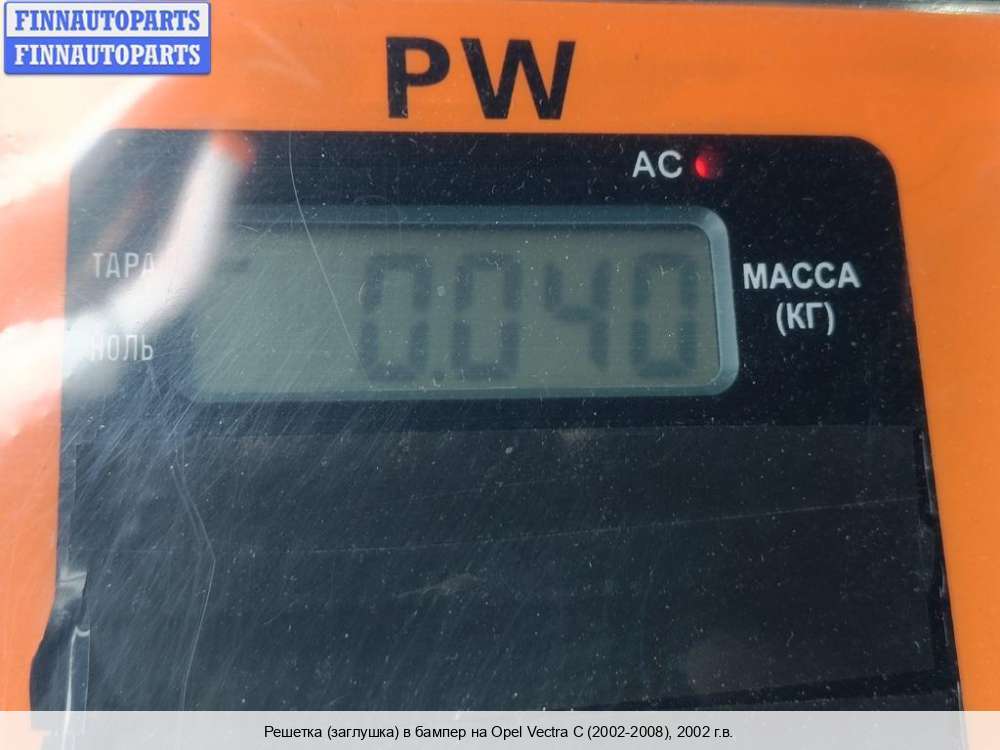 FINNAUTOPARTS
FINNAUTOPARTS
PW
AC
ТАРА
0.040
МАССА
(КГ)
НОЛЬ
Решетка (заглушка) в бампер на Opel Vectra C (2002-2008), 2002 г.в.